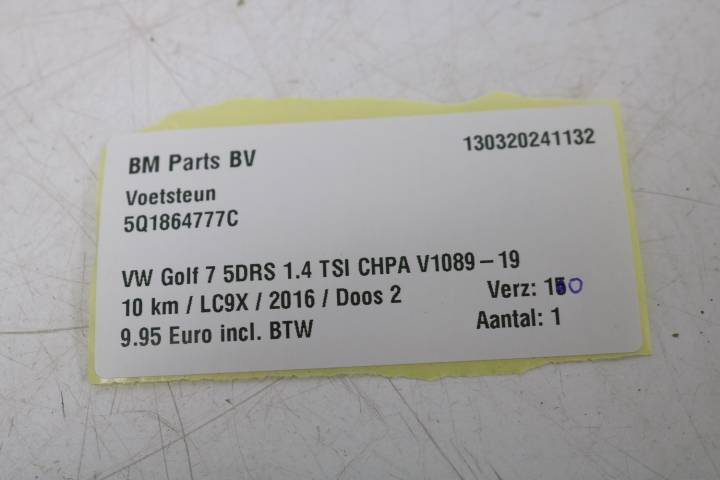 BM Parts BV 130320241132
Voetsteun
5Q1864777C
VW Golf 7 5DRS 1.4 TSI CHPA V1089-19
10 km / LC9X / 2016 / Doos 2 Verz:
9.95 Euro incl. BTW Aantal: 1